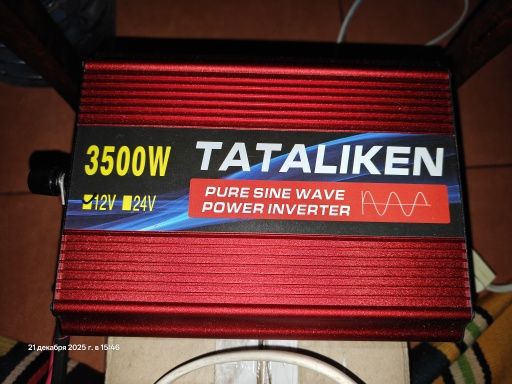 3500W
TATALIKEN
12V 24V
PURE SINE WAVE
POWER INVERTER
21 декабря 2025 г. в 15:46